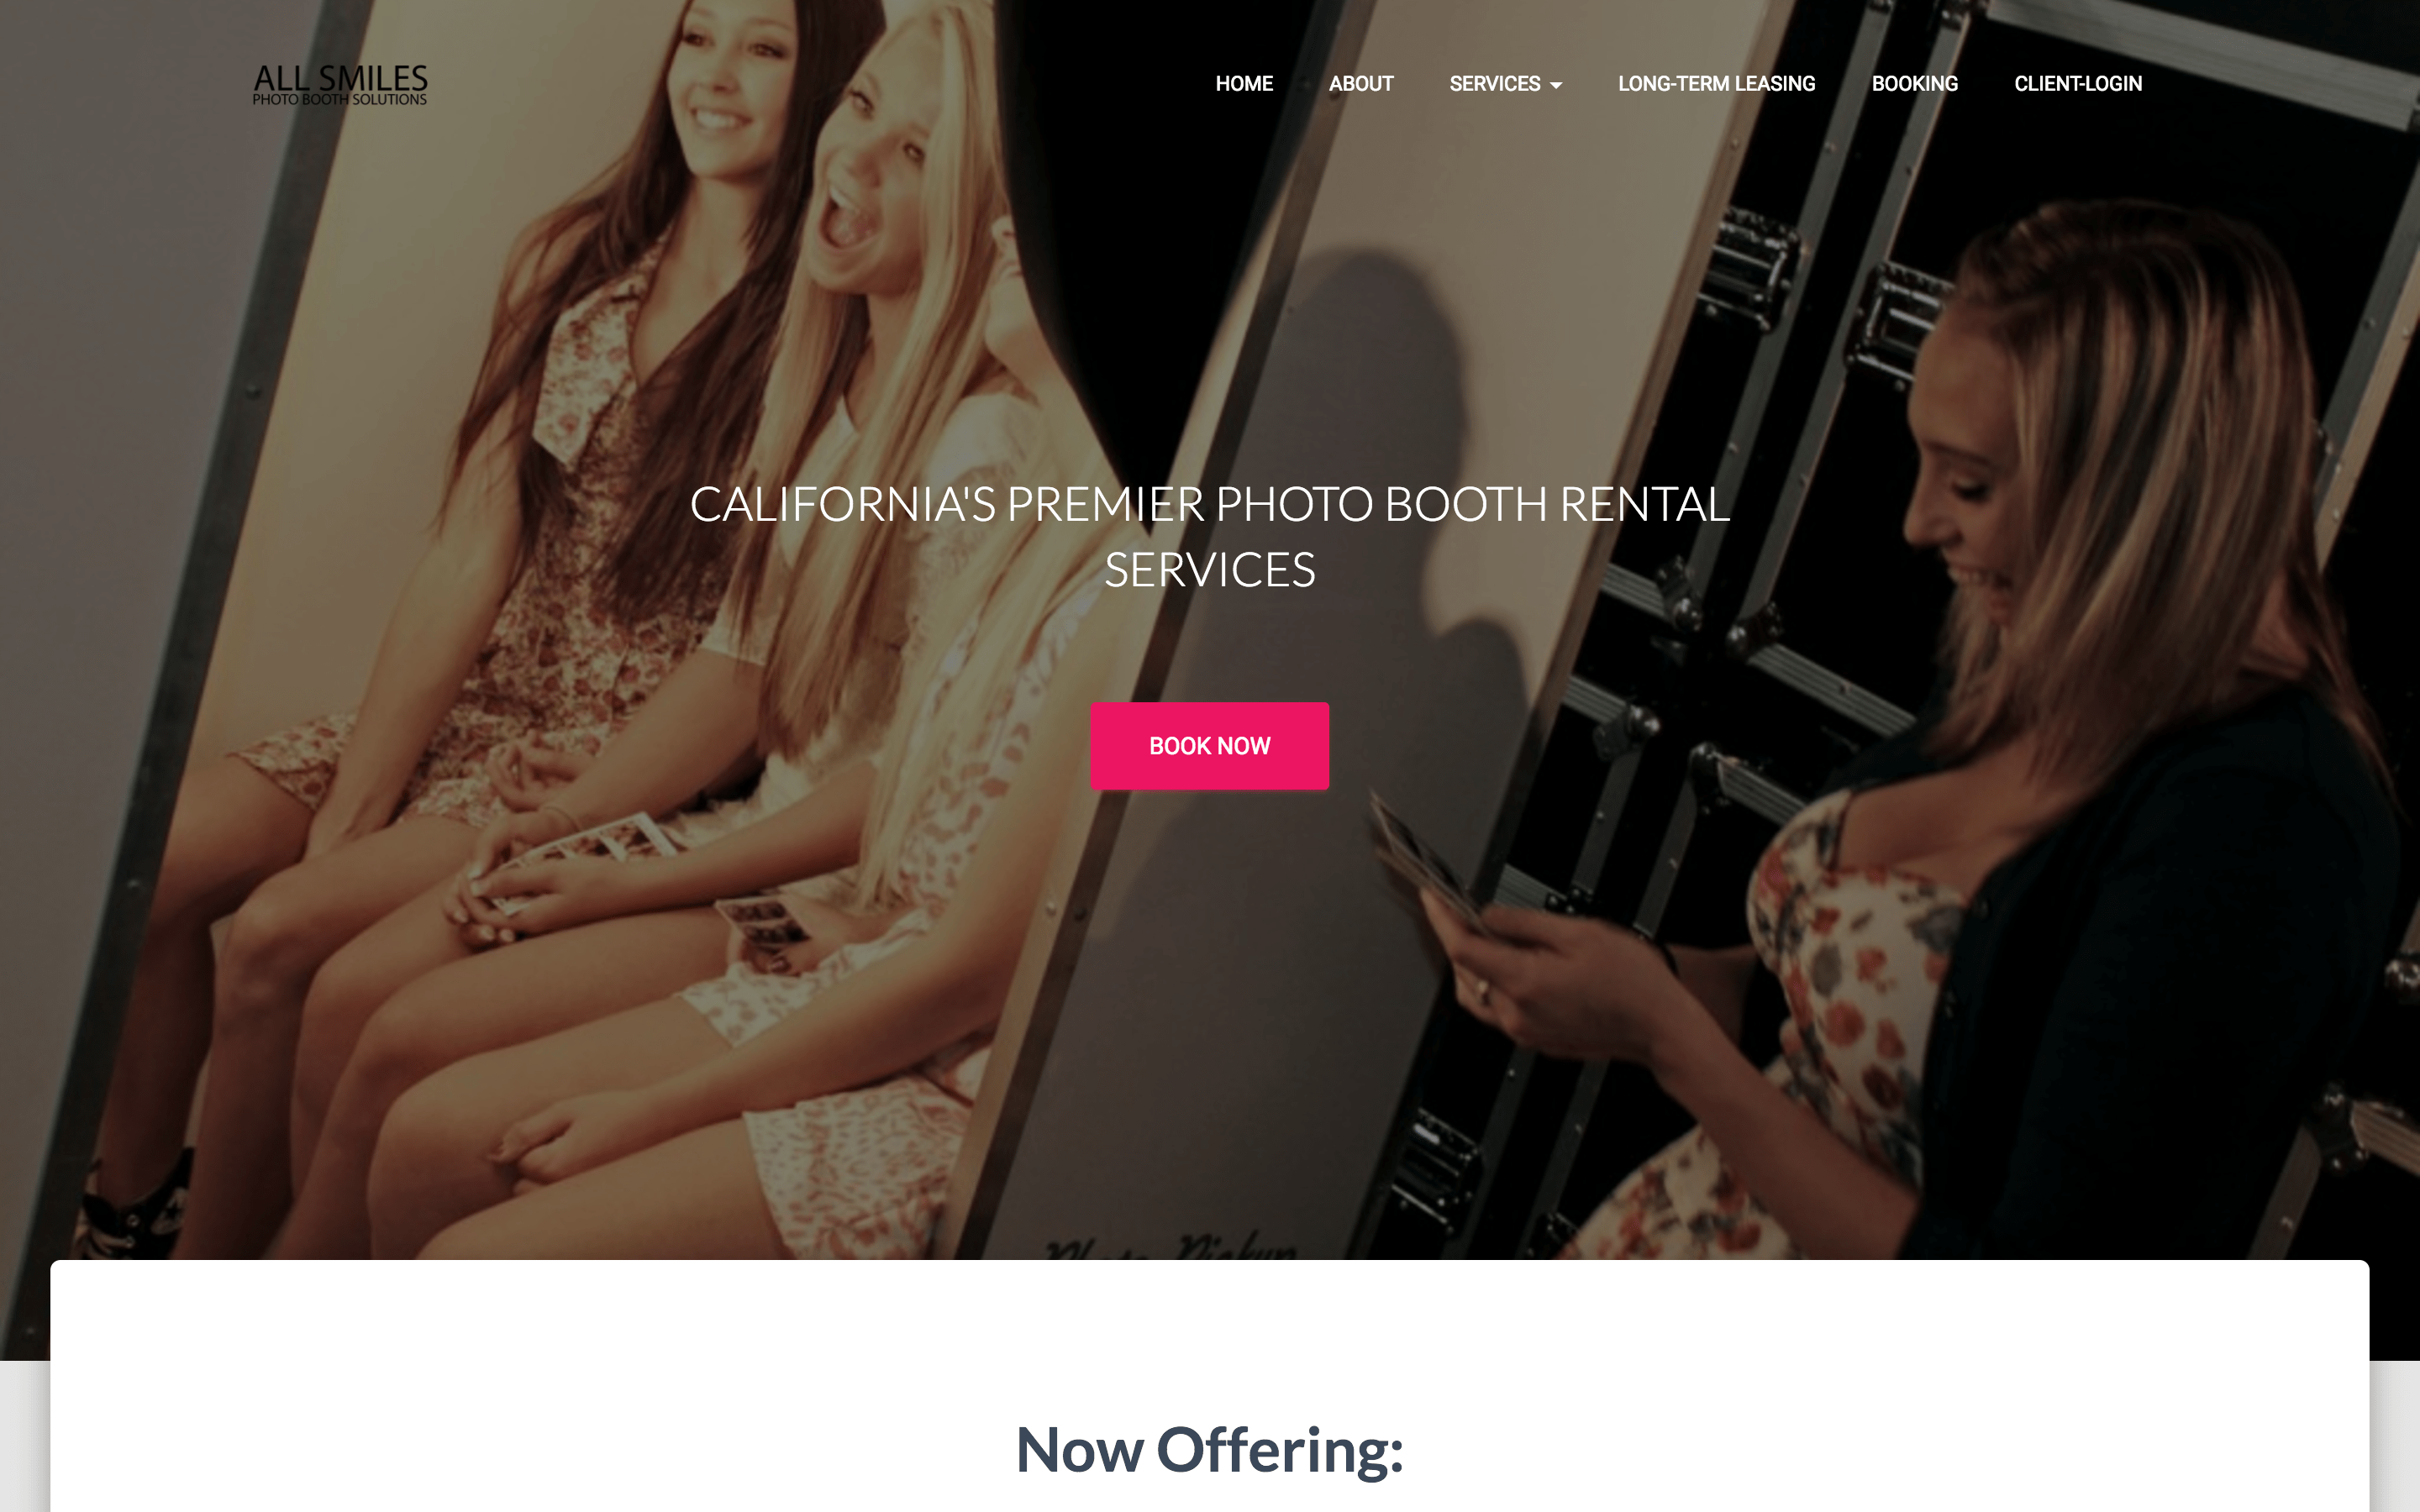 ALL SMILES
PHOTO BOOTH SOLUTIONS
HOME ABOUT SERVICES LONG-TERM LEASING BOOKING CLIENT-LOGIN
CALIFORNIA'S PREMIER PHOTO BOOTH RENTAL
SERVICES
BOOK NOW
Photo Pickup
Now Offering: